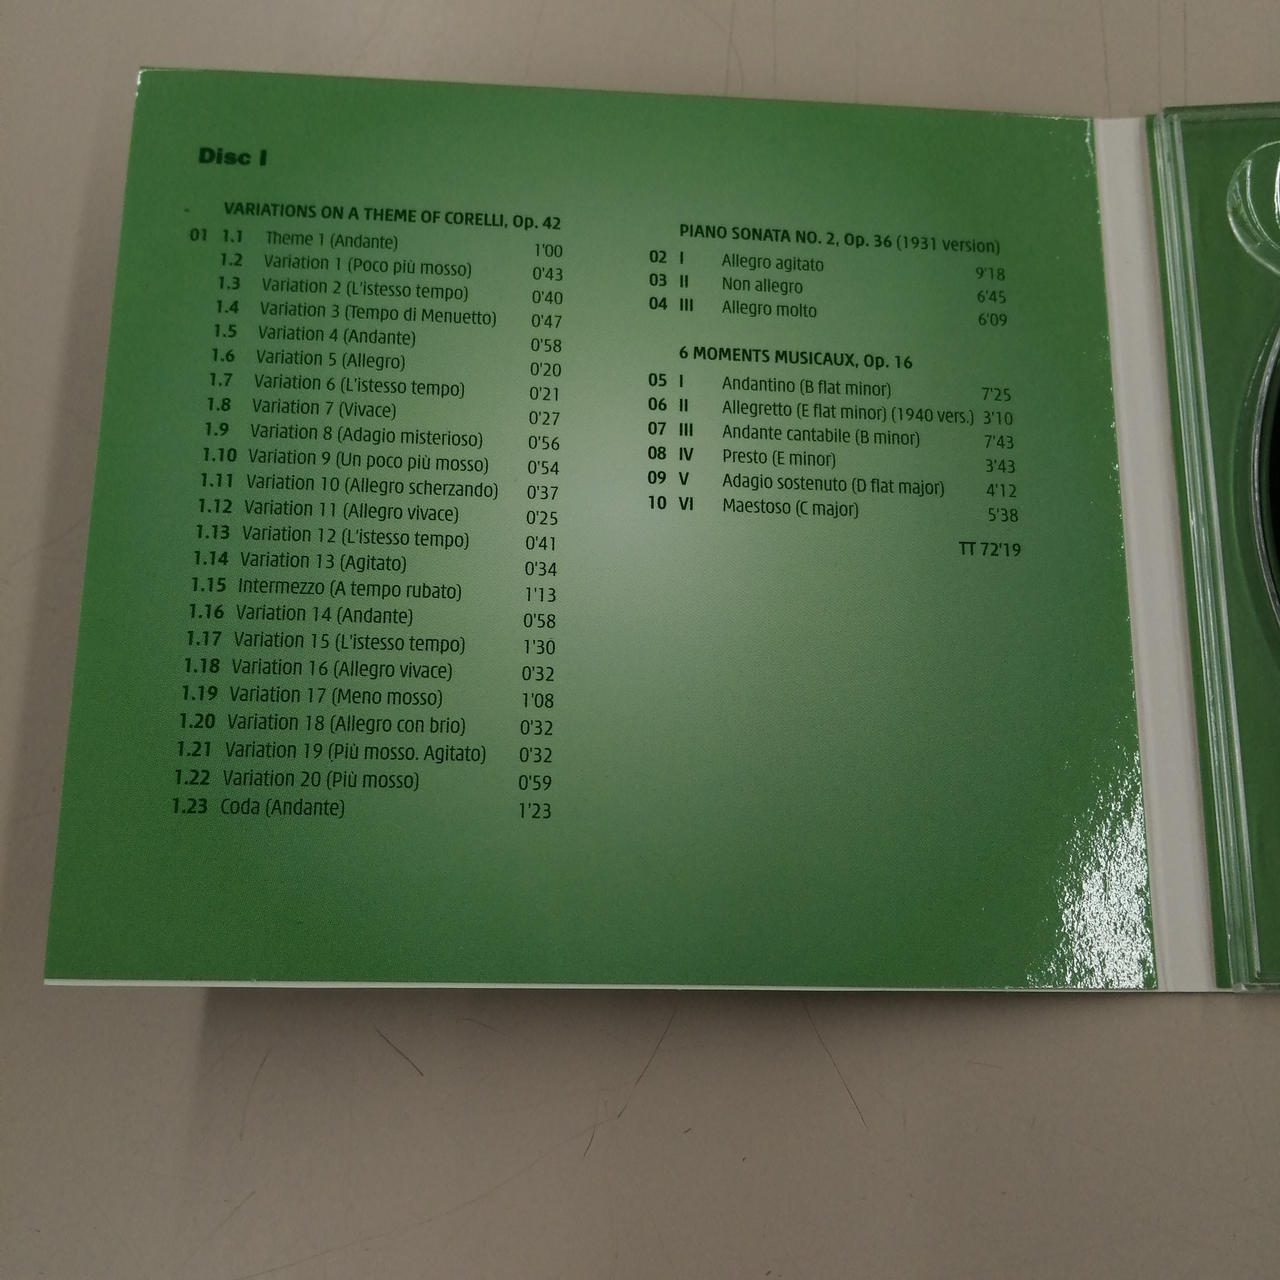 Disc I
VARIATIONS ON A THEME OF CORELLI, Op. 42
01 1.1 Theme 1 (Andante) 1'00
1.2 Variation 1 (Poco più mosso) 0'43
1.3 Variation 2 (L'istesso tempo) 0'40
1.4 Variation 3 (Tempo di Menuetto) 0'47
1.5 Variation 4 (Andante) 0'58
1.6 Variation 5 (Allegro) 0'20
1.7 Variation 6 (L'istesso tempo) 0'21
1.8 Variation 7 (Vivace) 0'27
1.9 Variation 8 (Adagio misterioso) 0'56
1.10 Variation 9 (Un poco più mosso) 0'54
1.11 Variation 10 (Allegro scherzando) 0'37
1.12 Variation 11 (Allegro vivace) 0'25
1.13 Variation 12 (L'istesso tempo) 0'41
1.14 Variation 13 (Agitato) 0'34
1.15 Intermezzo (A tempo rubato) 1'13
1.16 Variation 14 (Andante) 0'58
1.17 Variation 15 (L'istesso tempo) 1'30
1.18 Variation 16 (Allegro vivace) 0'32
1.19 Variation 17 (Meno mosso) 1'08
1.20 Variation 18 (Allegro con brio) 0'32
1.21 Variation 19 (Più mosso. Agitato) 0'32
1.22 Variation 20 (Più mosso) 0'59
1.23 Coda (Andante) 1'23
PIANO SONATA NO. 2, Op. 36 (1931 version)
02 I Allegro agitato 9'18
03 II Non allegro 6'45
04 III Allegro molto 6'09
6 MOMENTS MUSICAUX, Op. 16
05 I Andantino (B flat minor) 7'25
06 II Allegretto (E flat minor) (1940 vers.) 3'10
07 III Andante cantabile (B minor) 7'43
08 IV Presto (E minor) 3'43
09 V Adagio sostenuto (D flat major) 4'12
10 VI Maestoso (C major) 5'38
TT 72'19